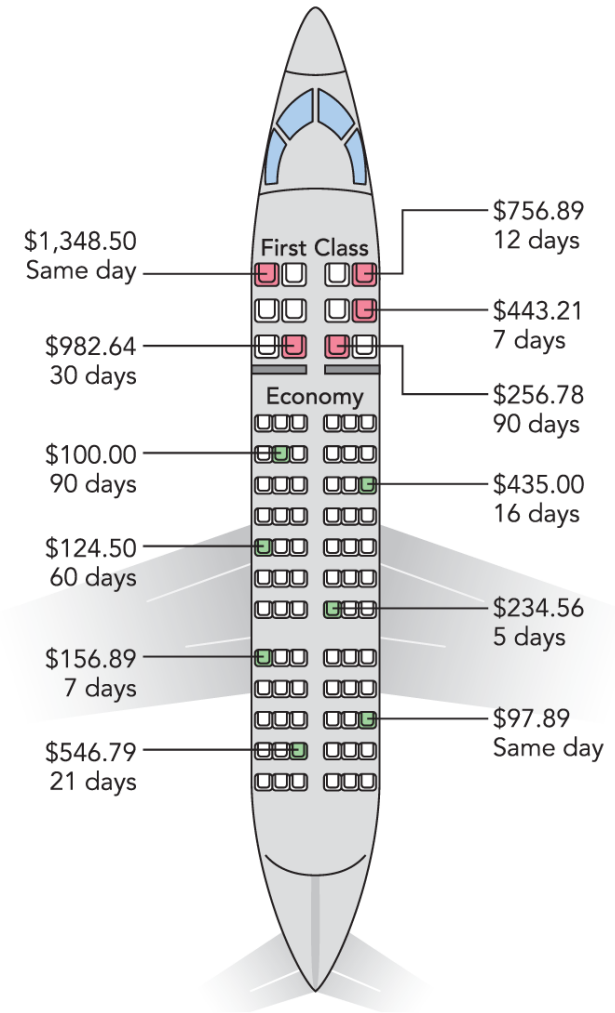 $756.89
12 days
$1,348.50
Same day
First Class
$443.21
7 days
$982.64
30 days
$256.78
90 days
Economy
$100.00
90 days
$435.00
16 days
$124.50
60 days
$234.56
5 days
$156.89
7 days
$97.89
Same day
$546.79
21 days